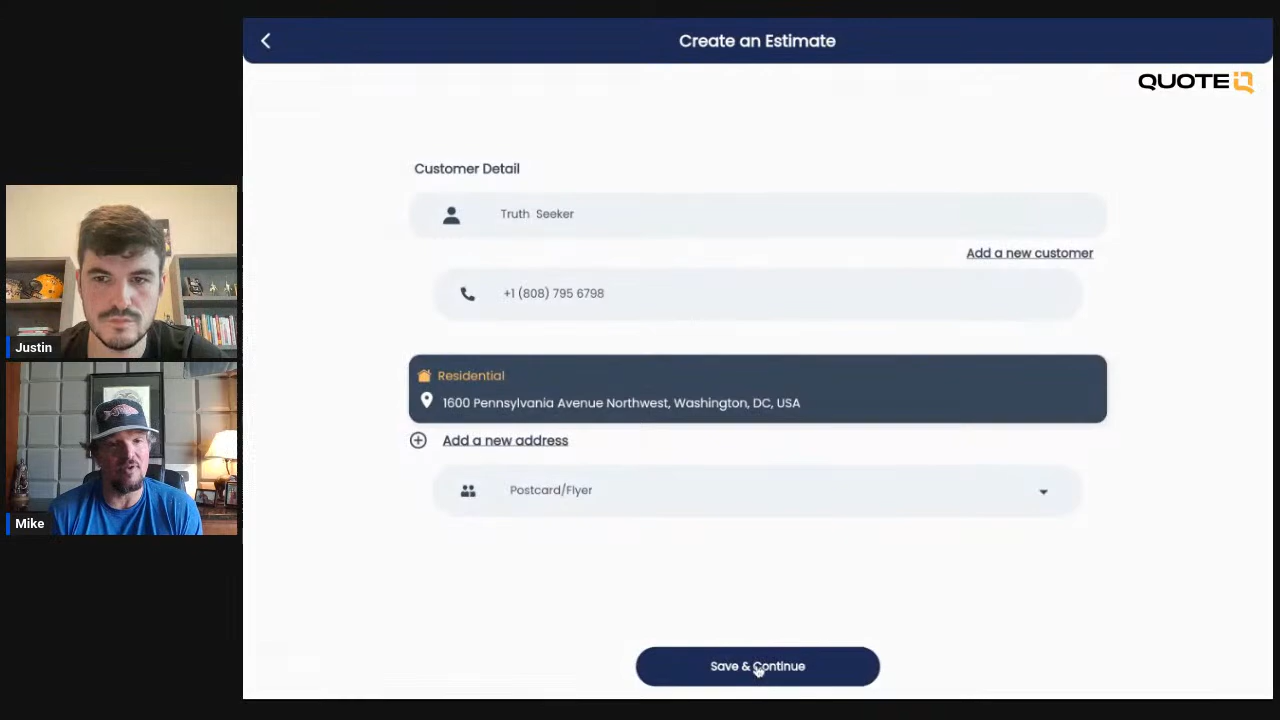 Create an Estimate
QUOTE IQ
Customer Detail
Truth Seeker
Add a new customer
+1 (808) 795 6798
Residential
1600 Pennsylvania Avenue Northwest, Washington, DC, USA
Add a new address
Postcard/Flyer
Save & Continue
Justin
Mike